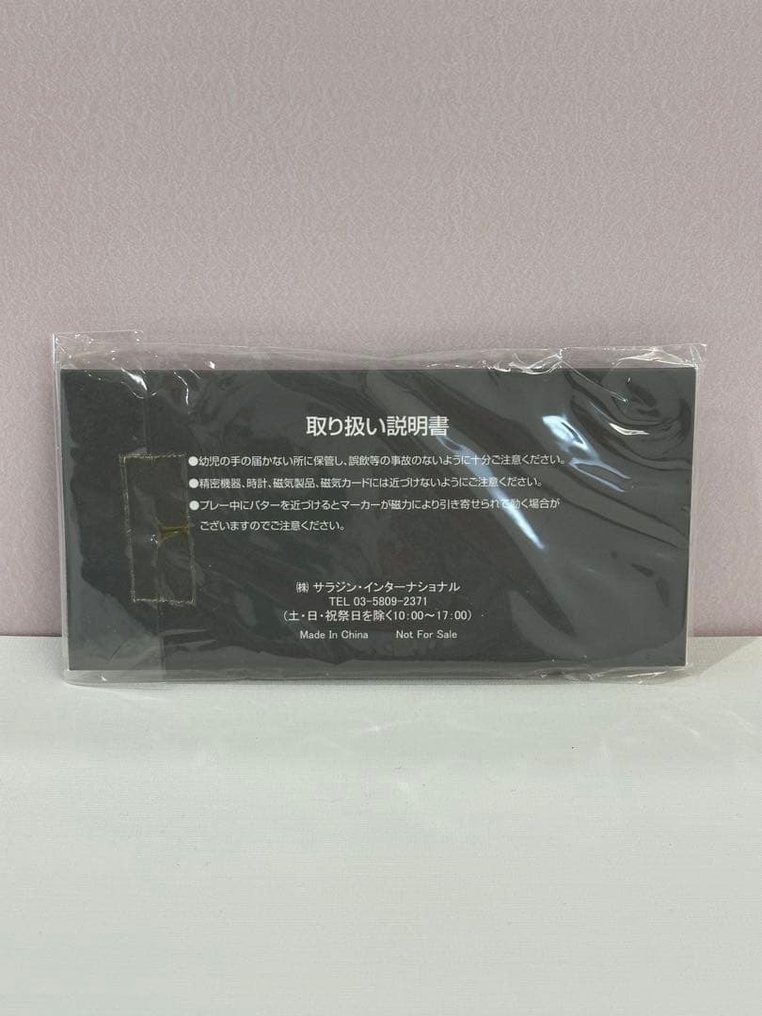 取り扱い説明書
●幼児の手の届かない所に保管し、誤飲等の事故のないように十分ご注意ください。
●精密機器、時計、磁気製品、磁気カードには近づけないようにご注意ください。
●プレー中にパターを近づけるとマーカーが磁力により引き寄せられて動く場合が
ございますのでご注意ください。
㈱ サラジン・インターナショナル
TEL 03-5809-2371
(土・日・祝祭日を除く10:00〜17:00)
Made In China Not For Sale